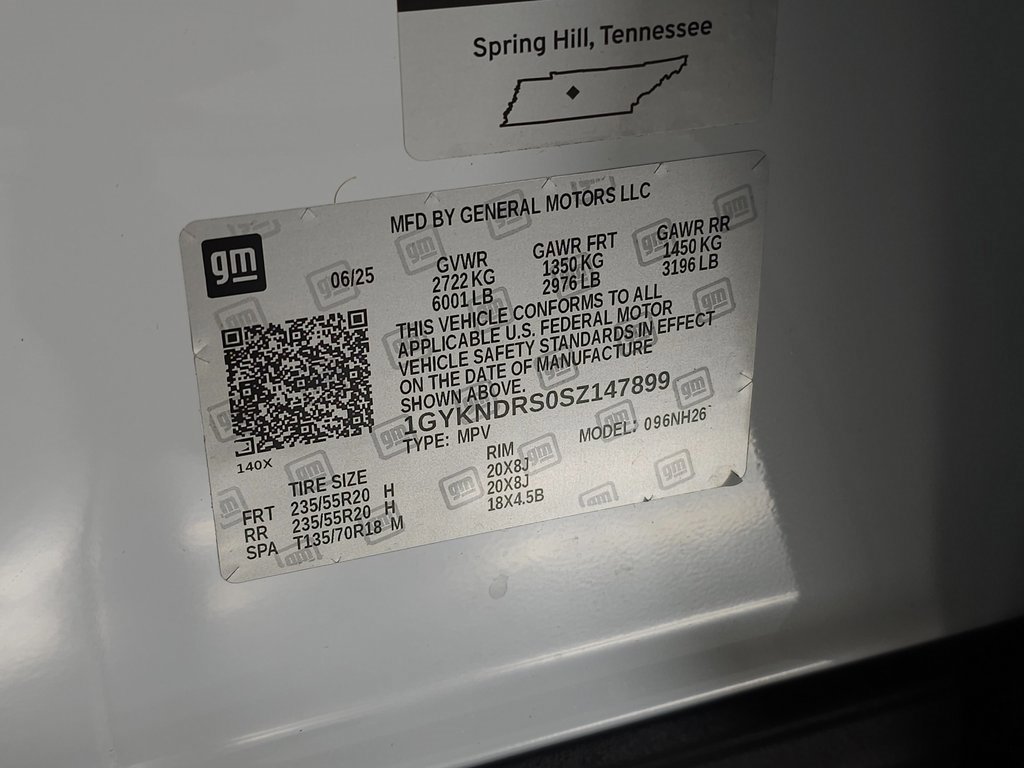 Spring Hill, Tennessee
MFD BY GENERAL MOTORS LLC
gm
06/25
GVWR
2722 KG
6001 LB
GAWR FRT
1350 KG
2976 LB
GAWR RR
1450 KG
3196 LB
THIS VEHICLE CONFORMS TO ALL
APPLICABLE U.S. FEDERAL MOTOR
VEHICLE SAFETY STANDARDS IN EFFECT
ON THE DATE OF MANUFACTURE
SHOWN ABOVE.
1GYKNDRS0SZ147899
TYPE: MPV
MODEL: 096NH26
140X
TIRE SIZE RIM
FRT 235/55R20 H 20X8J
RR 235/55R20 H 20X8J
SPA T135/70R18 M 18X4.5B